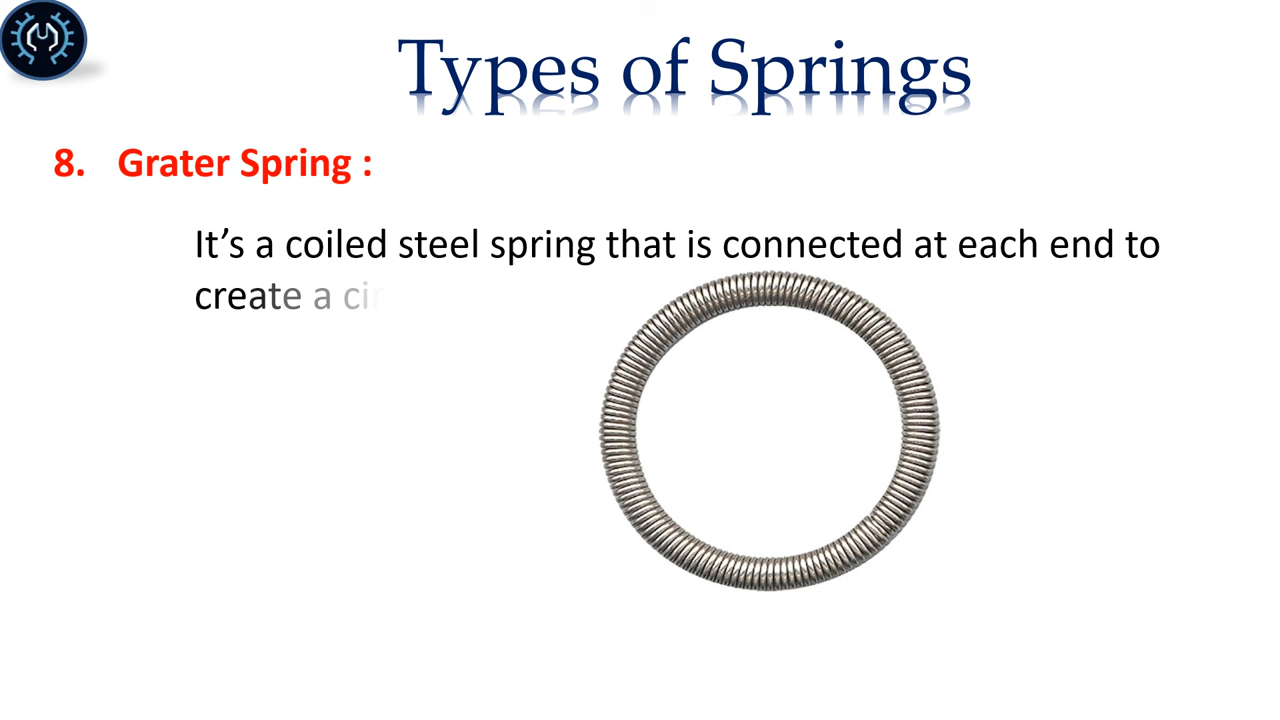 Types of Springs
8. Grater Spring :
It’s a coiled steel spring that is connected at each end to
create a